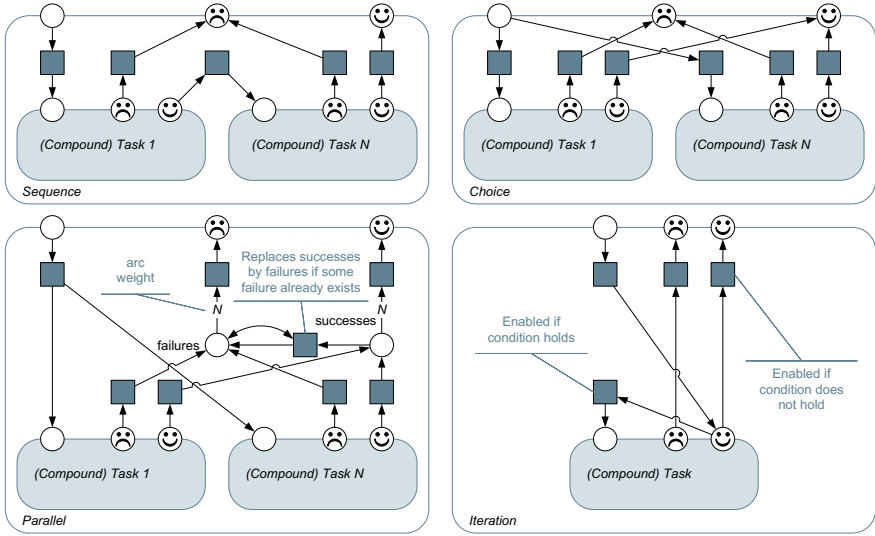 (Compound) Task 1
(Compound) Task N
Sequence
(Compound) Task 1
(Compound) Task N
Choice
arc
weight
Replaces successes
by failures if some
failure already exists
N
N
successes
failures
(Compound) Task 1
(Compound) Task N
Parallel
Enabled if
condition holds
Enabled if
condition does
not hold
(Compound) Task
Iteration